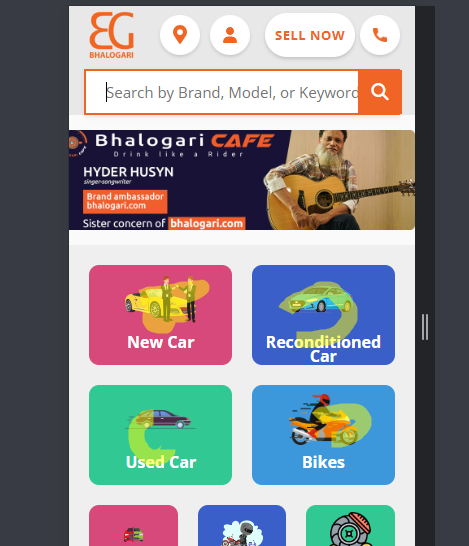 BHALOGARI
SELL NOW
Search by Brand, Model, or Keyword
Bhalogari CAFE
Drink like a Rider
HYDER HUSYN
singer-songwriter
Brand ambassador
bhalogari.com
Sister concern of bhalogari.com
New Car
Reconditioned
Car
Used Car
Bikes